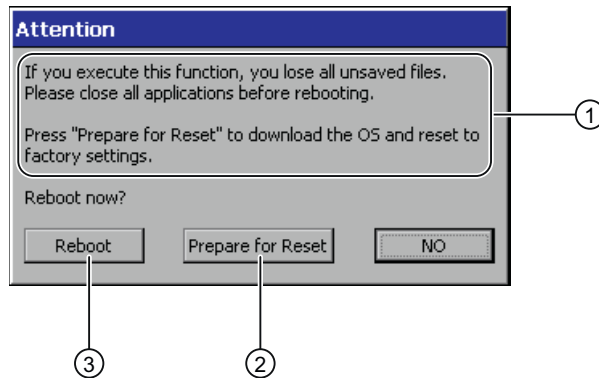 Attention
If you execute this function, you lose all unsaved files.
Please close all applications before rebooting.
Press "Prepare for Reset" to download the OS and reset to
factory settings.
Reboot now?
Reboot
Prepare for Reset
NO
1
3
2